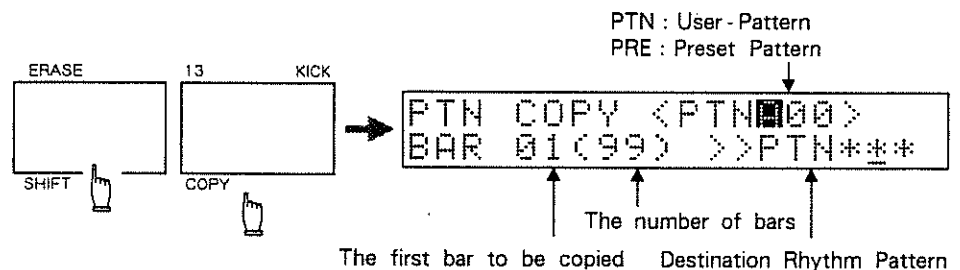 PTN : User-Pattern
PRE : Preset Pattern
ERASE
13 KICK
SHIFT
COPY
PTN COPY <PTN 00>
BAR 01(99) >>PTN***
The number of bars
The first bar to be copied Destination Rhythm Pattern